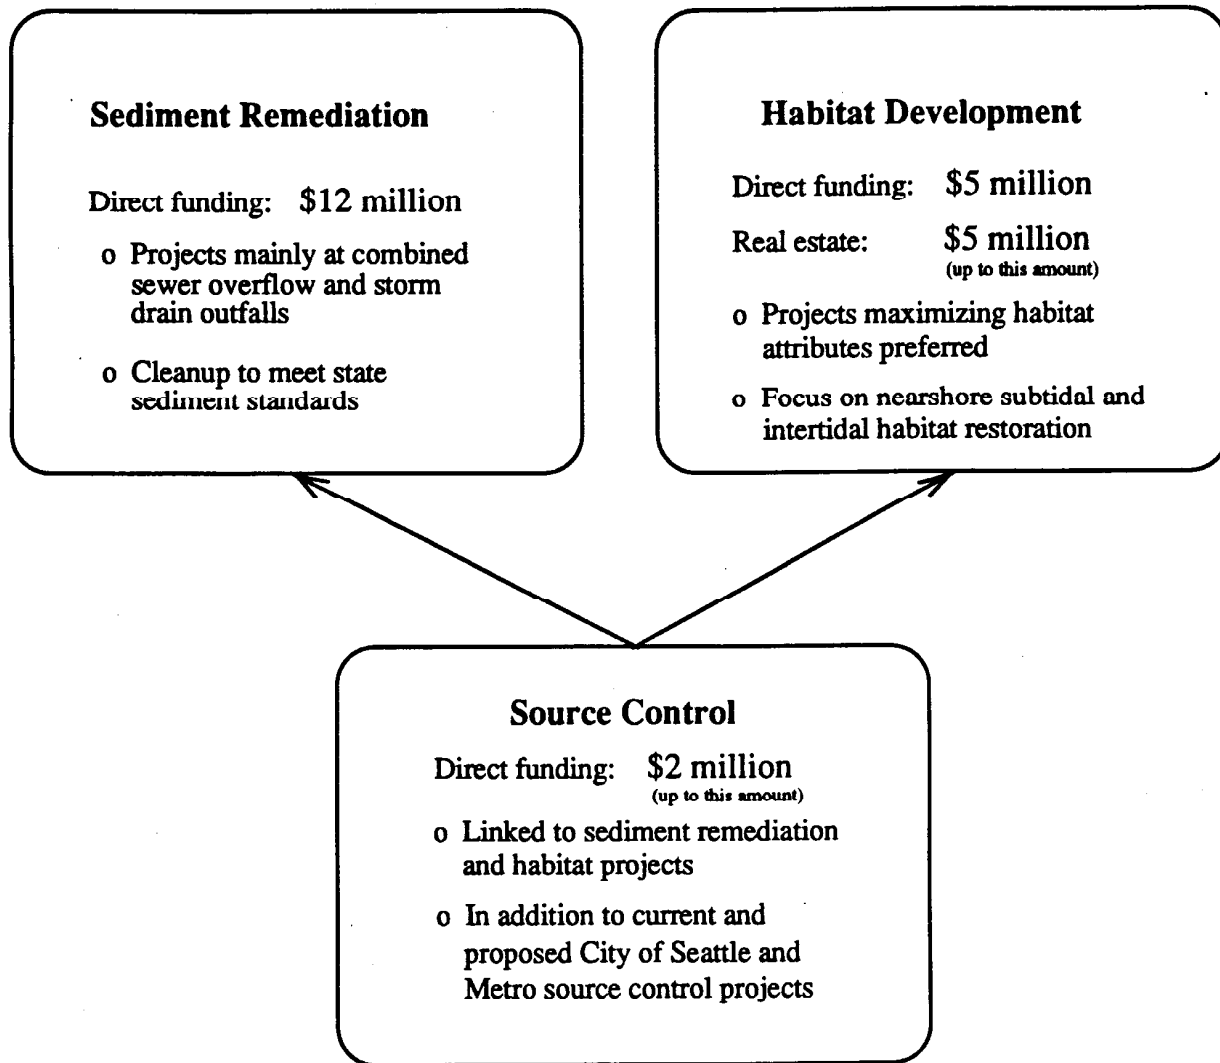 Sediment Remediation
Direct funding: $12 million
o Projects mainly at combined
sewer overflow and storm
drain outfalls
o Cleanup to meet state
sediment standards
Habitat Development
Direct funding: $5 million
Real estate: $5 million
(up to this amount)
o Projects maximizing habitat
attributes preferred
o Focus on nearshore subtidal and
intertidal habitat restoration
Source Control
Direct funding: $2 million
(up to this amount)
o Linked to sediment remediation
and habitat projects
o In addition to current and
proposed City of Seattle and
Metro source control projects